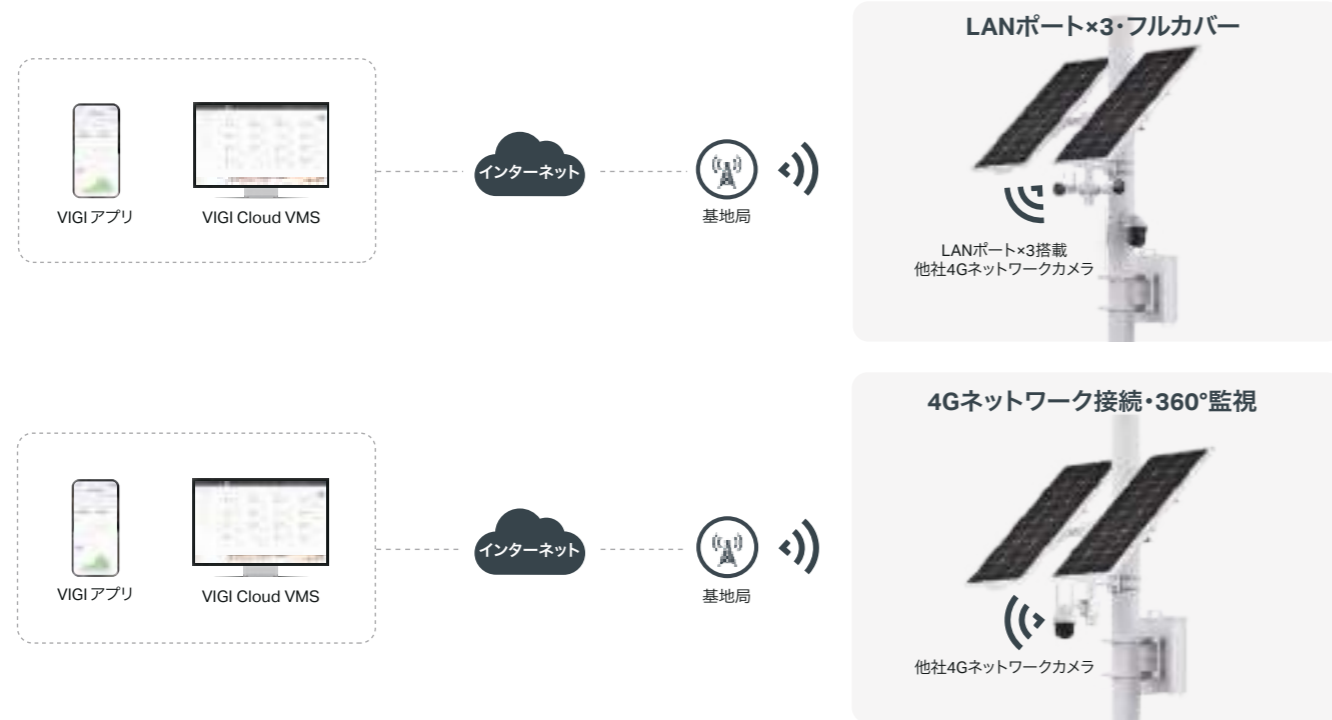 LANポート×3・フルカバー
VIGI アプリ
VIGI Cloud VMS
インターネット
基地局
LANポート×3搭載
他社4Gネットワークカメラ
4Gネットワーク接続・360°監視
VIGI アプリ
VIGI Cloud VMS
インターネット
基地局
他社4Gネットワークカメラ